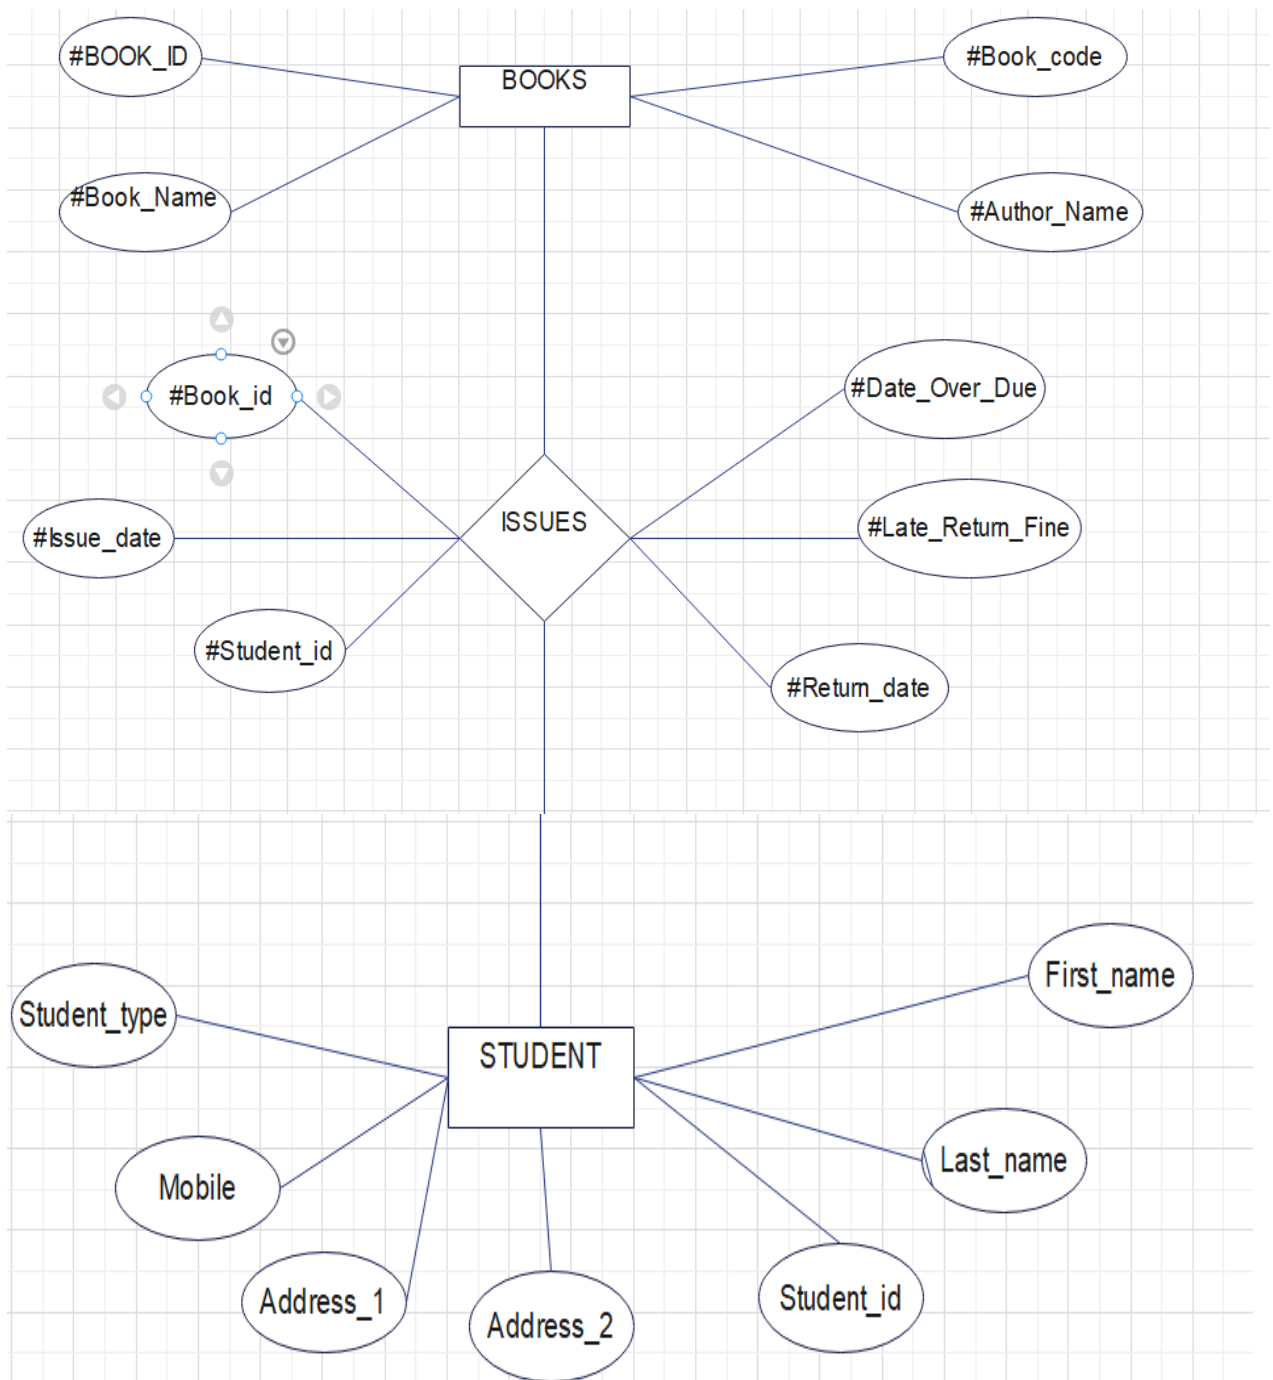 #BOOK_ID
BOOKS
#Book_code
#Book_Name
#Author_Name
#Book_id
#Date_Over_Due
#Issue_date
ISSUES
#Late_Return_Fine
#Student_id
#Return_date
Student_type
STUDENT
First_name
Mobile
Last_name
Address_1
Address_2
Student_id